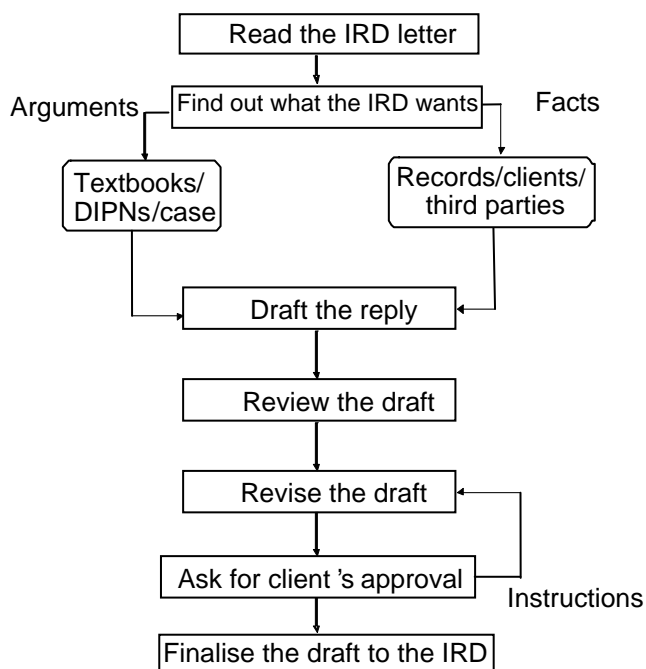 Read the IRD letter
Arguments
Find out what the IRD wants
Facts
Textbooks/
DIPNs/case
Records/clients/
third parties
Draft the reply
Review the draft
Revise the draft
Ask for client 's approval
Instructions
Finalise the draft to the IRD